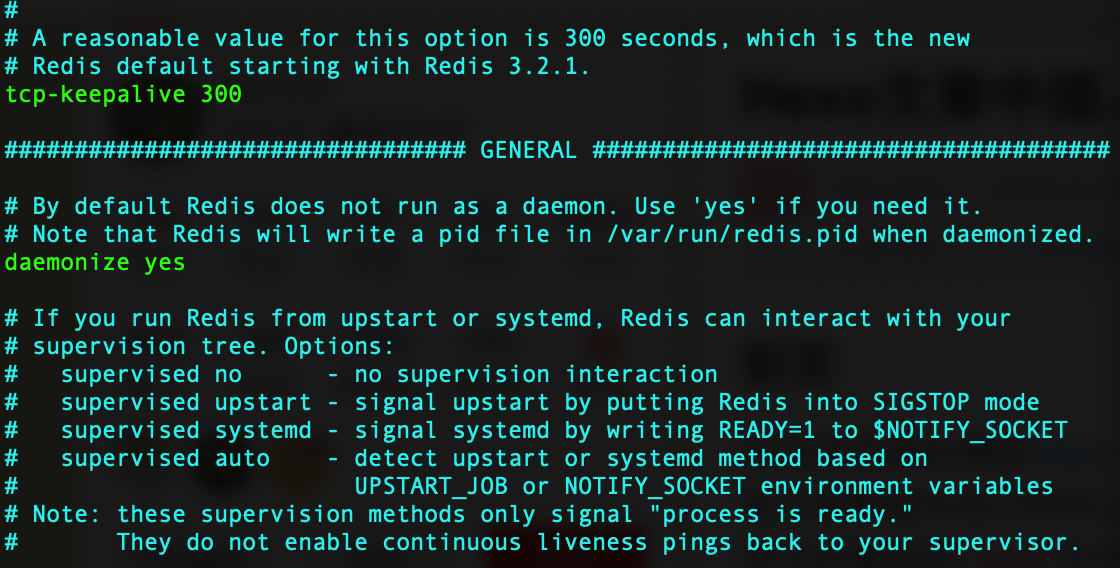 #
# A reasonable value for this option is 300 seconds, which is the new
# Redis default starting with Redis 3.2.1.
tcp-keepalive 300
################################# GENERAL #####################################
# By default Redis does not run as a daemon. Use 'yes' if you need it.
# Note that Redis will write a pid file in /var/run/redis.pid when daemonized.
daemonize yes
# If you run Redis from upstart or systemd, Redis can interact with your
# supervision tree. Options:
#   supervised no      - no supervision interaction
#   supervised upstart - signal upstart by putting Redis into SIGSTOP mode
#   supervised systemd - signal systemd by writing READY=1 to $NOTIFY_SOCKET
#   supervised auto    - detect upstart or systemd method based on
#                        UPSTART_JOB or NOTIFY_SOCKET environment variables
# Note: these supervision methods only signal "process is ready."
#       They do not enable continuous liveness pings back to your supervisor.